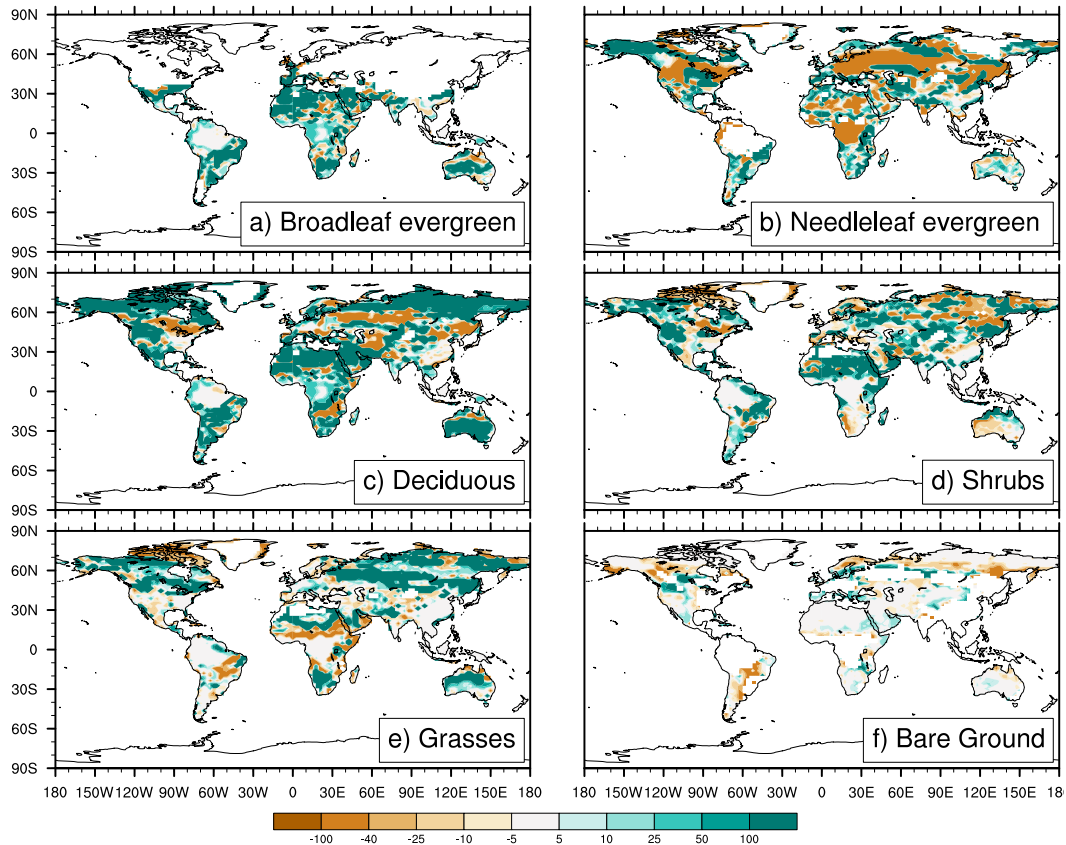 90N
60N
30N
0
30S
60S
90S
a) Broadleaf evergreen
b) Needleleaf evergreen
90N
60N
30N
0
30S
60S
90S
c) Deciduous
d) Shrubs
90N
60N
30N
0
30S
60S
90S
e) Grasses
f) Bare Ground
180 150W 120W 90W 60W 30W 0 30E 60E 90E 120E 150E 180
180 150W 120W 90W 60W 30W 0 30E 60E 90E 120E 150E
-100 -40 -25 -10 -5 5 10 25 50 100